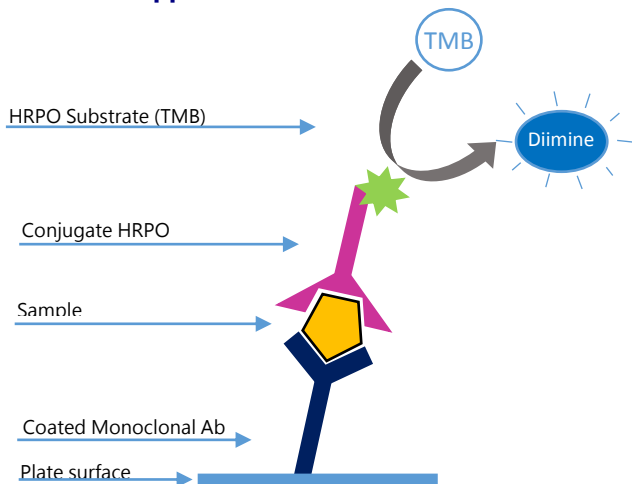 TMB
HRPO Substrate (TMB)
Diimine
Conjugate HRPO
Sample
Coated Monoclonal Ab
Plate surface